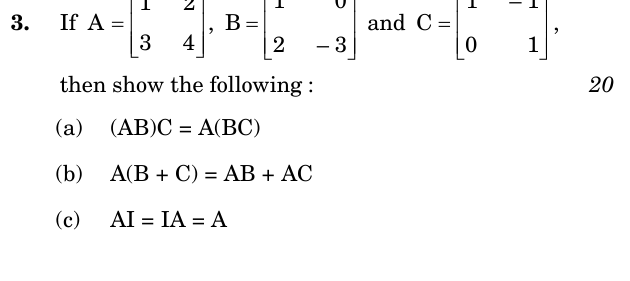 3. If A = [1 2 3 4], B = [1 0 2 – 3] and C = [1 – 1 0 1],
then show the following : 20
(a) (AB)C = A(BC)
(b) A(B + C) = AB + AC
(c) AI = IA = A